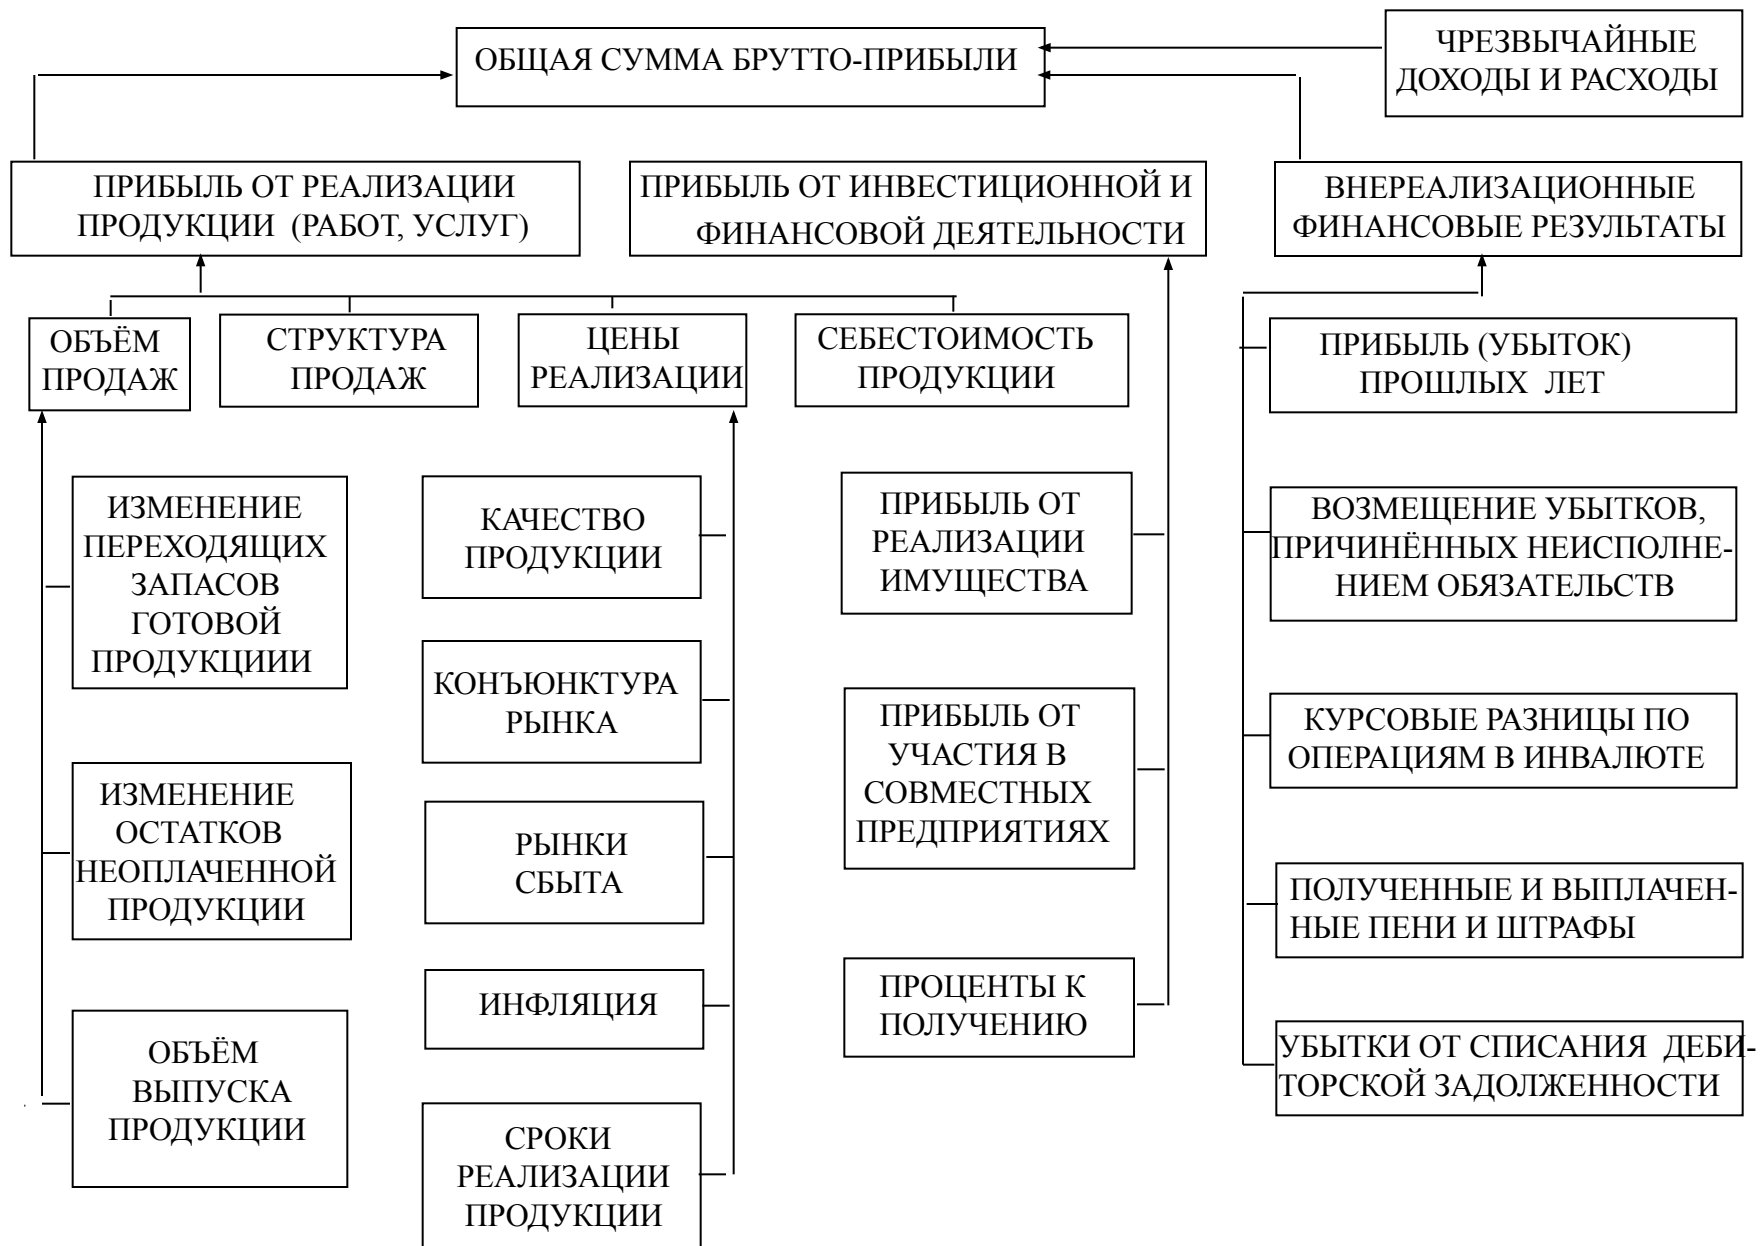 ОБЩАЯ СУММА БРУТТО-ПРИБЫЛИ
ЧРЕЗВЫЧАЙНЫЕ
ДОХОДЫ И РАСХОДЫ
ПРИБЫЛЬ ОТ РЕАЛИЗАЦИИ
ПРОДУКЦИИ (РАБОТ, УСЛУГ)
ПРИБЫЛЬ ОТ ИНВЕСТИЦИОННОЙ И
ФИНАНСОВОЙ ДЕЯТЕЛЬНОСТИ
ВНЕРЕАЛИЗАЦИОННЫЕ
ФИНАНСОВЫЕ РЕЗУЛЬТАТЫ
ОБЪЁМ
ПРОДАЖ
СТРУКТУРА
ПРОДАЖ
ЦЕНЫ
РЕАЛИЗАЦИИ
СЕБЕСТОИМОСТЬ
ПРОДУКЦИИ
ПРИБЫЛЬ (УБЫТОК)
ПРОШЛЫХ ЛЕТ
ИЗМЕНЕНИЕ
ПЕРЕХОДЯЩИХ
ЗАПАСОВ
ГОТОВОЙ
ПРОДУКЦИИИ
ИЗМЕНЕНИЕ
ОСТАТКОВ
НЕОПЛАЧЕННОЙ
ПРОДУКЦИИ
ОБЪЁМ
ВЫПУСКА
ПРОДУКЦИИ
КАЧЕСТВО
ПРОДУКЦИИ
КОНЪЮНКТУРА
РЫНКА
РЫНКИ
СБЫТА
ИНФЛЯЦИЯ
СРОКИ
РЕАЛИЗАЦИИ
ПРОДУКЦИИ
ПРИБЫЛЬ ОТ
РЕАЛИЗАЦИИ
ИМУЩЕСТВА
ПРИБЫЛЬ ОТ
УЧАСТИЯ В
СОВМЕСТНЫХ
ПРЕДПРИЯТИЯХ
ПРОЦЕНТЫ К
ПОЛУЧЕНИЮ
ВОЗМЕЩЕНИЕ УБЫТКОВ,
ПРИЧИНЁННЫХ НЕИСПОЛНЕ-
НИЕМ ОБЯЗАТЕЛЬСТВ
КУРСОВЫЕ РАЗНИЦЫ ПО
ОПЕРАЦИЯМ В ИНВАЛЮТЕ
ПОЛУЧЕННЫЕ И ВЫПЛАЧЕН-
НЫЕ ПЕНИ И ШТРАФЫ
УБЫТКИ ОТ СПИСАНИЯ ДЕБИ-
ТОРСКОЙ ЗАДОЛЖЕННОСТИ